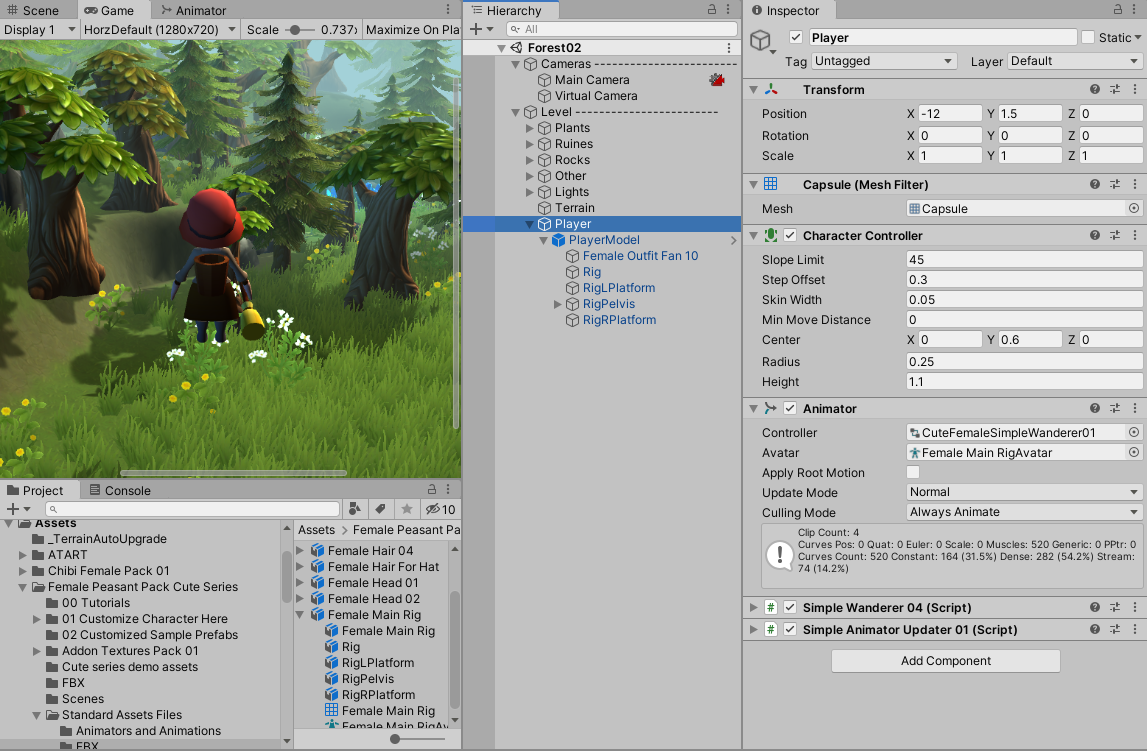 Scene
Game
Animator
Display 1
HorzDefault (1280x720)
Scale
0.737
Maximize On Pla
Hierarchy
All
Forest02
Cameras -------------------------
Main Camera
Virtual Camera
Level -------------------------
Plants
Ruines
Rocks
Other
Lights
Terrain
Player
PlayerModel
Female Outfit Fan 10
Rig
RigLPlatform
RigPelvis
RigRPlatform
Inspector
Player
Static
Tag Untagged
Layer Default
Transform
Position X -12 Y 1.5 Z 0
Rotation X 0 Y 0 Z 0
Scale X 1 Y 1 Z 1
Capsule (Mesh Filter)
Mesh Capsule
Character Controller
Slope Limit 45
Step Offset 0.3
Skin Width 0.05
Min Move Distance 0
Center X 0 Y 0.6 Z 0
Radius 0.25
Height 1.1
Animator
Controller CuteFemaleSimpleWanderer01
Avatar Female Main RigAvatar
Apply Root Motion
Update Mode Normal
Culling Mode Always Animate
Clip Count: 4
Curves Pos: 0 Quat: 0 Euler: 0 Scale: 0 Muscles: 520 Generic: 0 PPtr: 0
Curves Count: 520 Constant: 164 (31.5%) Dense: 282 (54.2%) Stream:
74 (14.2%)
# Simple Wanderer 04 (Script)
# Simple Animator Updater 01 (Script)
Add Component
Project
Console
10
Assets
_TerrainAutoUpgrade
ATART
Chibi Female Pack 01
Female Peasant Pack Cute Series
00 Tutorials
01 Customize Character Here
02 Customized Sample Prefabs
Addon Textures Pack 01
Cute series demo assets
FBX
Scenes
Standard Assets Files
Animators and Animations
FBX
Assets > Female Peasant Pa
Female Hair 04
Female Hair For Hat
Female Head 01
Female Head 02
Female Main Rig
Female Main Rig
Rig
RigLPlatform
RigPelvis
RigRPlatform
Female Main Rig
Female Main RigAv